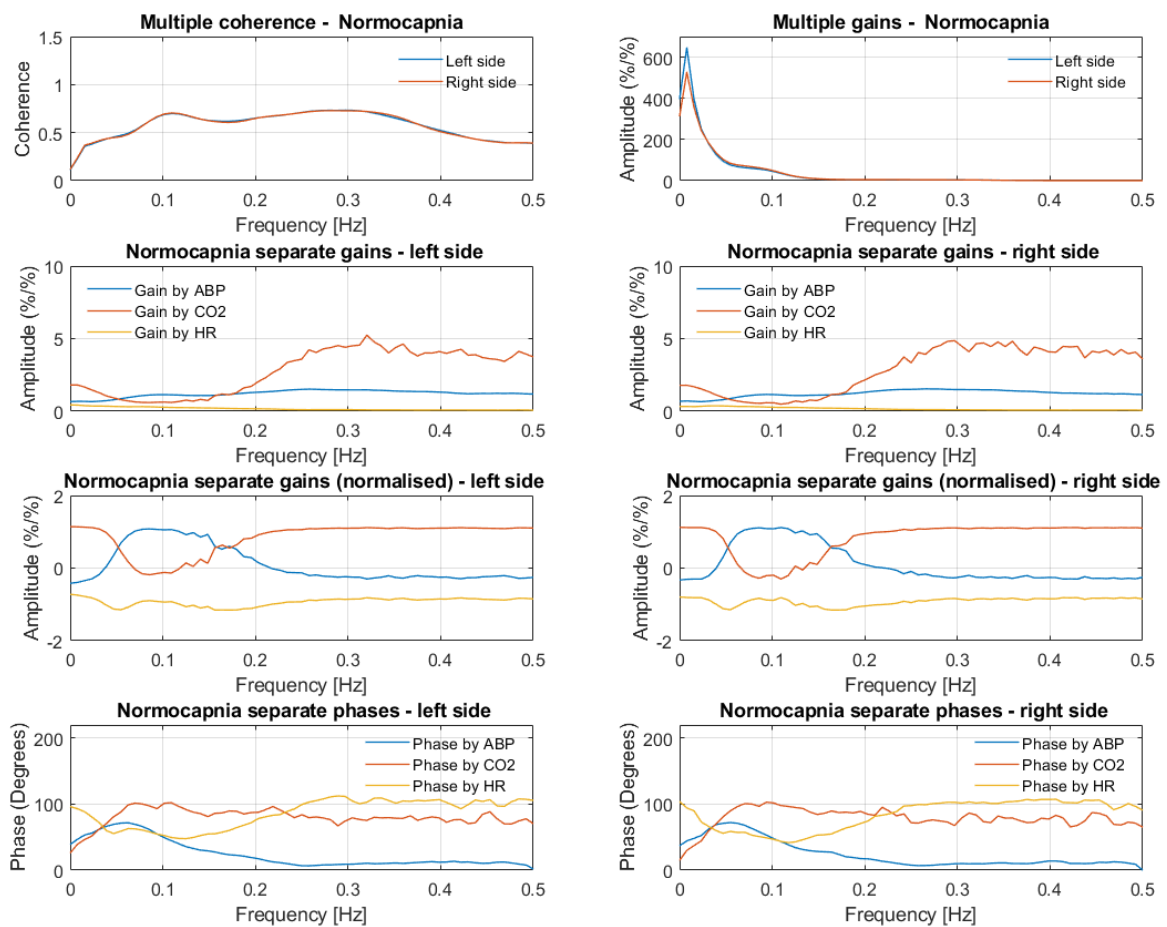 Multiple coherence - Normocapnia
1.5
1
0.5
0
Coherence
Left side
Right side
0 0.1 0.2 0.3 0.4 0.5
Frequency [Hz]
Multiple gains - Normocapnia
600
400
200
0
Amplitude (%/%)
Left side
Right side
0 0.1 0.2 0.3 0.4 0.5
Frequency [Hz]
Normocapnia separate gains - left side
10
5
0
Amplitude (%/%)
Gain by ABP
Gain by CO2
Gain by HR
0 0.1 0.2 0.3 0.4 0.5
Frequency [Hz]
Normocapnia separate gains - right side
10
5
0
Amplitude (%/%)
Gain by ABP
Gain by CO2
Gain by HR
0 0.1 0.2 0.3 0.4 0.5
Frequency [Hz]
Normocapnia separate gains (normalised) - left side
2
0
-2
Amplitude (%/%)
0 0.1 0.2 0.3 0.4 0.5
Frequency [Hz]
Normocapnia separate gains (normalised) - right side
2
0
-2
Amplitude (%/%)
0 0.1 0.2 0.3 0.4 0.5
Frequency [Hz]
Normocapnia separate phases - left side
200
100
0
Phase (Degrees)
Phase by ABP
Phase by CO2
Phase by HR
0 0.1 0.2 0.3 0.4 0.5
Frequency [Hz]
Normocapnia separate phases - right side
200
100
0
Phase (Degrees)
Phase by ABP
Phase by CO2
Phase by HR
0 0.1 0.2 0.3 0.4 0.5
Frequency [Hz]